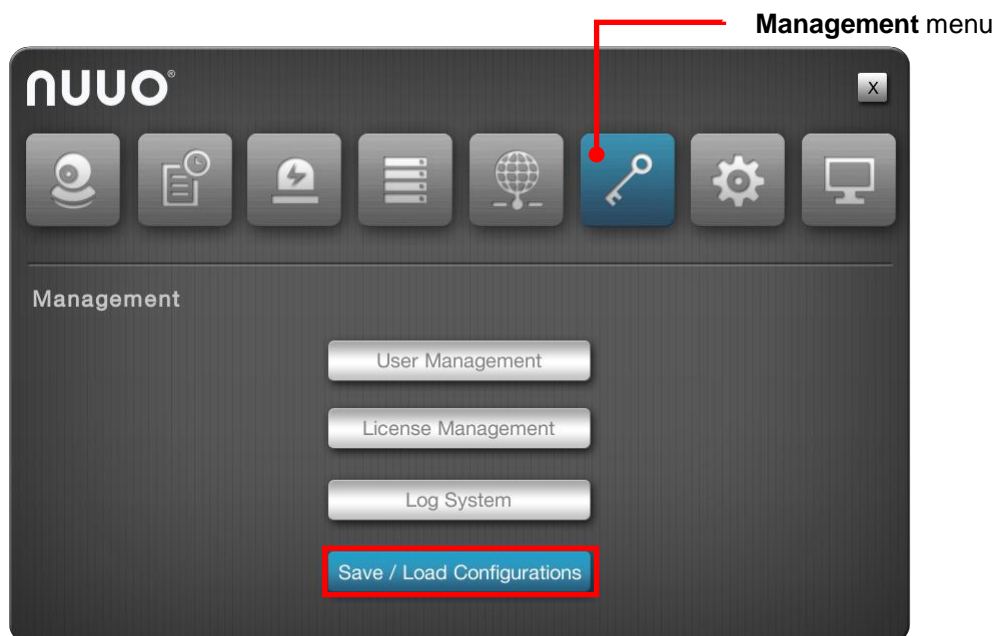 Management menu
nuuo®
X
Management
User Management
License Management
Log System
Save / Load Configurations